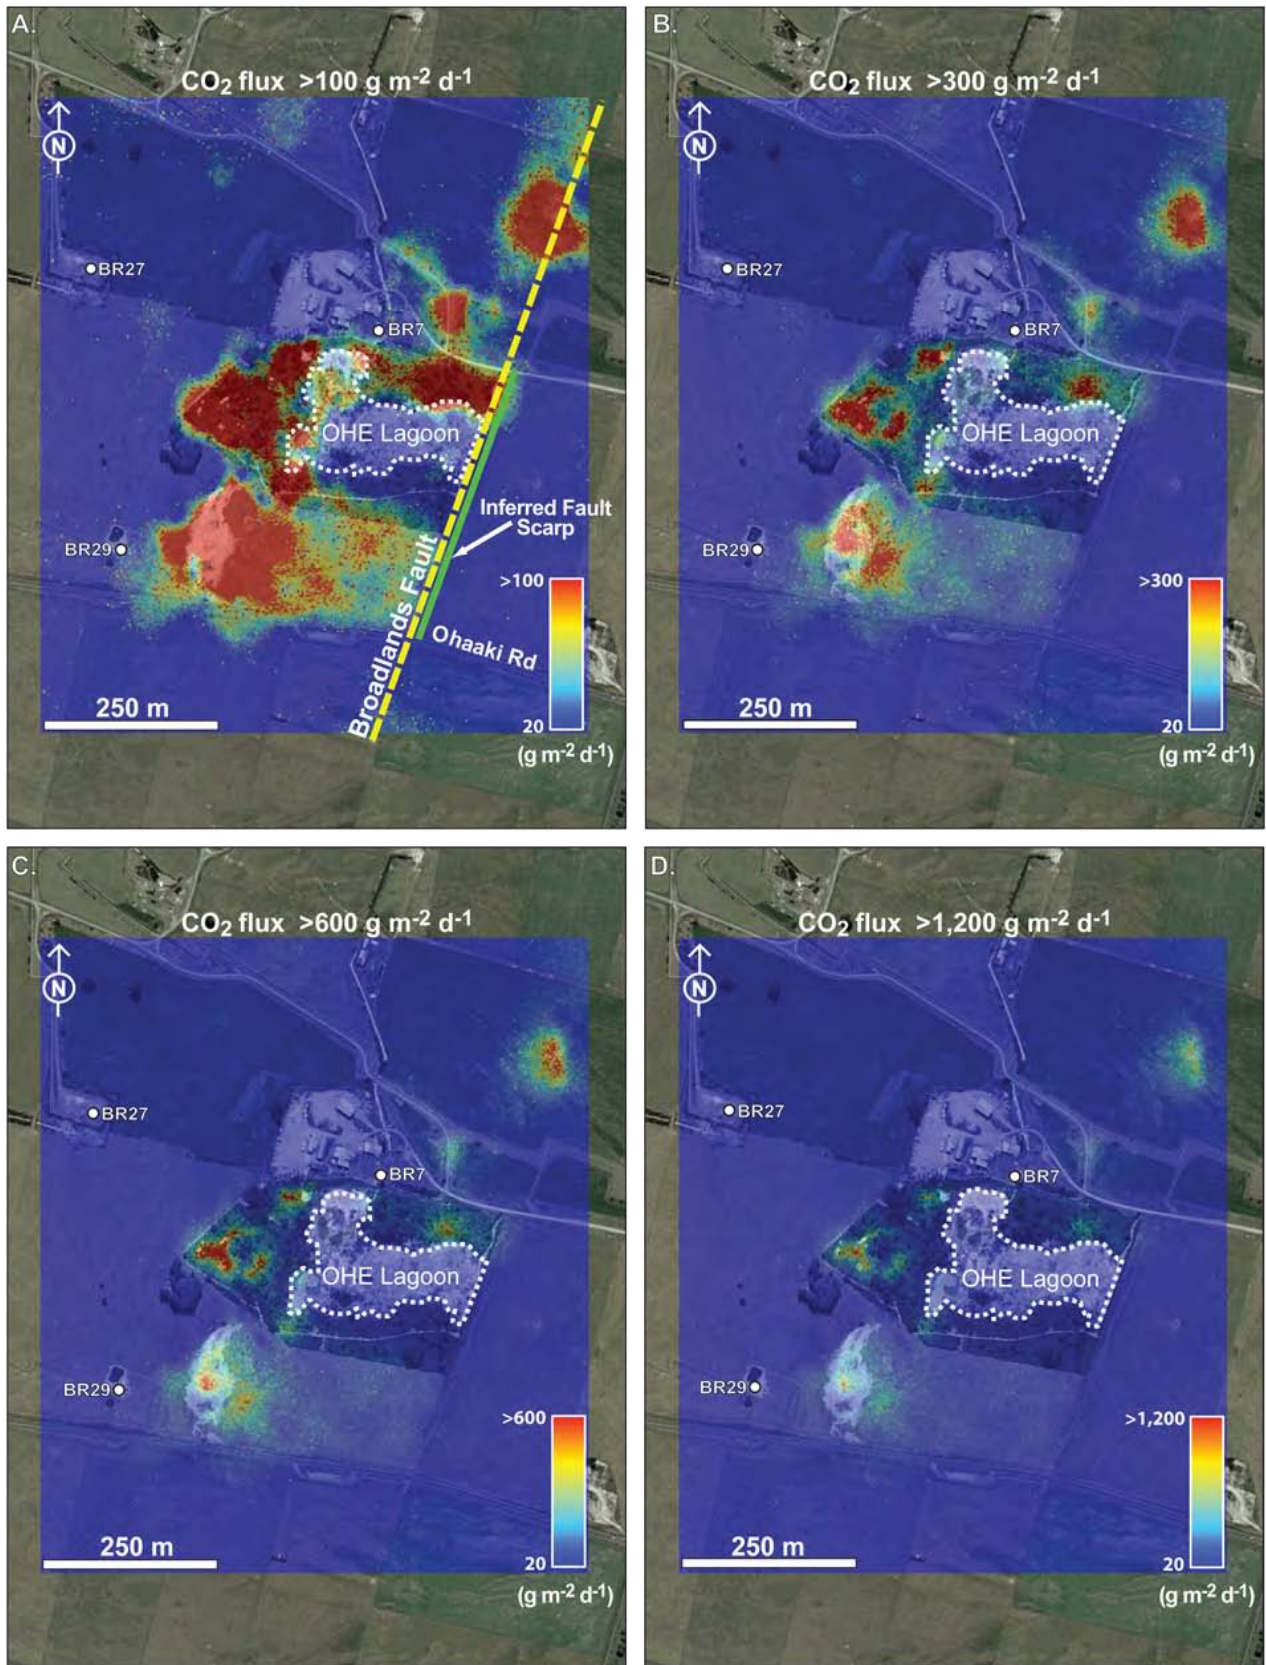 A.
CO2 flux >100 g m-2 d-1
N
BR27
BR7
OHE Lagoon
Inferred Fault
Scarp
BR29
Broadlands Fault
Ohaaki Rd
>100
20
(g m-2 d-1)
250 m
B.
CO2 flux >300 g m-2 d-1
N
BR27
BR7
OHE Lagoon
BR29
>300
20
(g m-2 d-1)
250 m
C.
CO2 flux >600 g m-2 d-1
N
BR27
BR7
OHE Lagoon
BR29
>600
20
(g m-2 d-1)
250 m
D.
CO2 flux >1,200 g m-2 d-1
N
BR27
BR7
OHE Lagoon
BR29
>1,200
20
(g m-2 d-1)
250 m